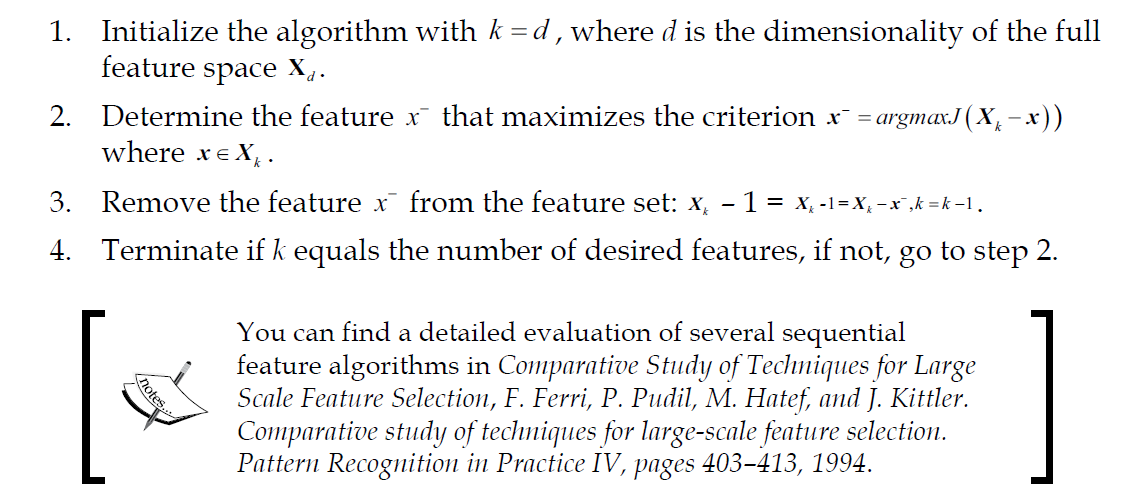 1. Initialize the algorithm with k = d, where d is the dimensionality of the full
feature space X_d.
2. Determine the feature x⁻ that maximizes the criterion x⁻ = argmaxJ(X_k − x))
where x ∈ X_k.
3. Remove the feature x⁻ from the feature set: x_k − 1 = X_k -1 = X_k − x⁻, k = k −1.
4. Terminate if k equals the number of desired features, if not, go to step 2.
You can find a detailed evaluation of several sequential
feature algorithms in Comparative Study of Techniques for Large
Scale Feature Selection, F. Ferri, P. Pudil, M. Hatef, and J. Kittler.
notes...
Comparative study of techniques for large-scale feature selection.
Pattern Recognition in Practice IV, pages 403–413, 1994.